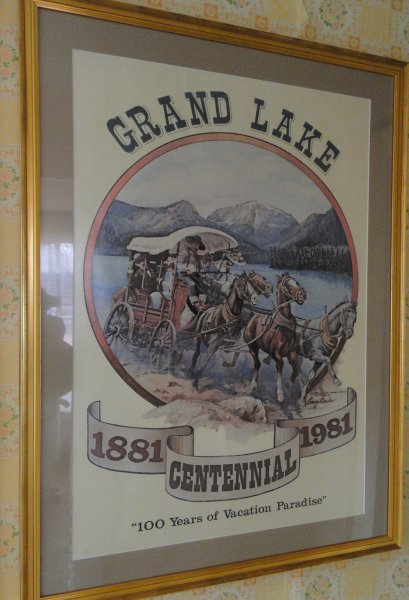 GRAND LAKE
1881 CENTENNIAL 1981
"100 Years of Vacation Paradise"